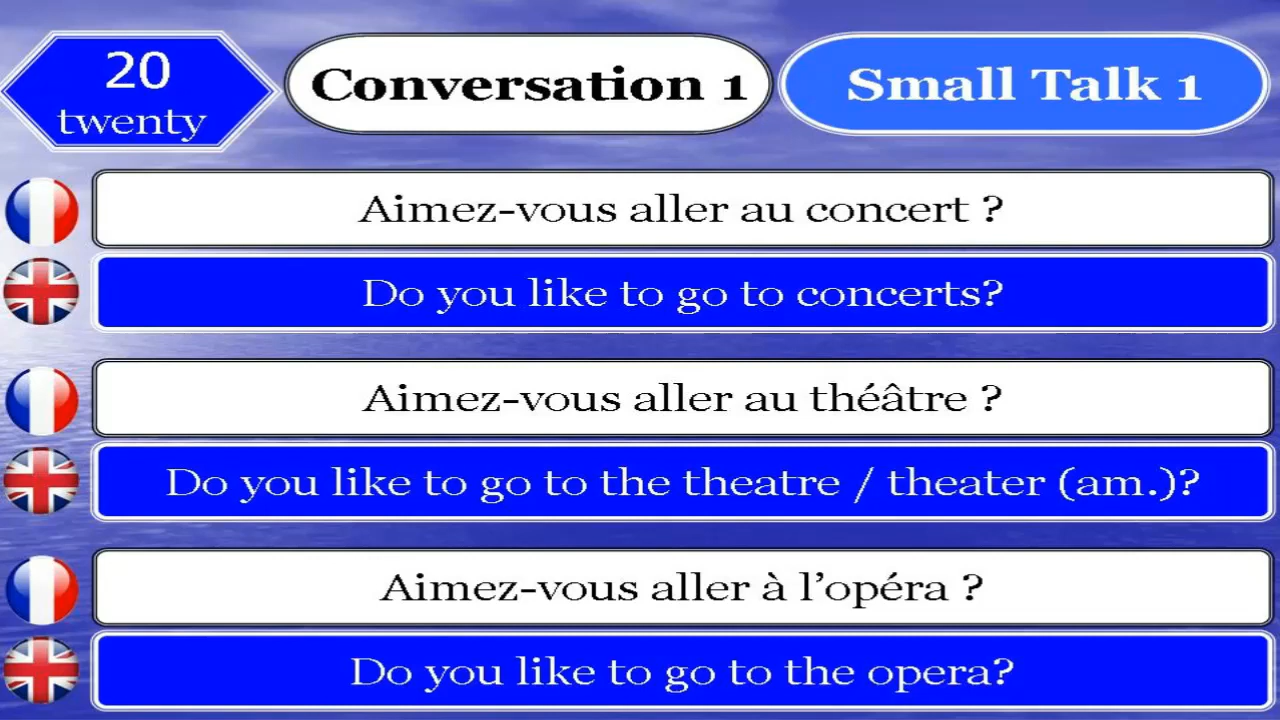 20
twenty
Conversation 1
Small Talk 1
Aimez-vous aller au concert ?
Do you like to go to concerts?
Aimez-vous aller au théâtre ?
Do you like to go to the theatre / theater (am.)?
Aimez-vous aller à l’opéra ?
Do you like to go to the opera?